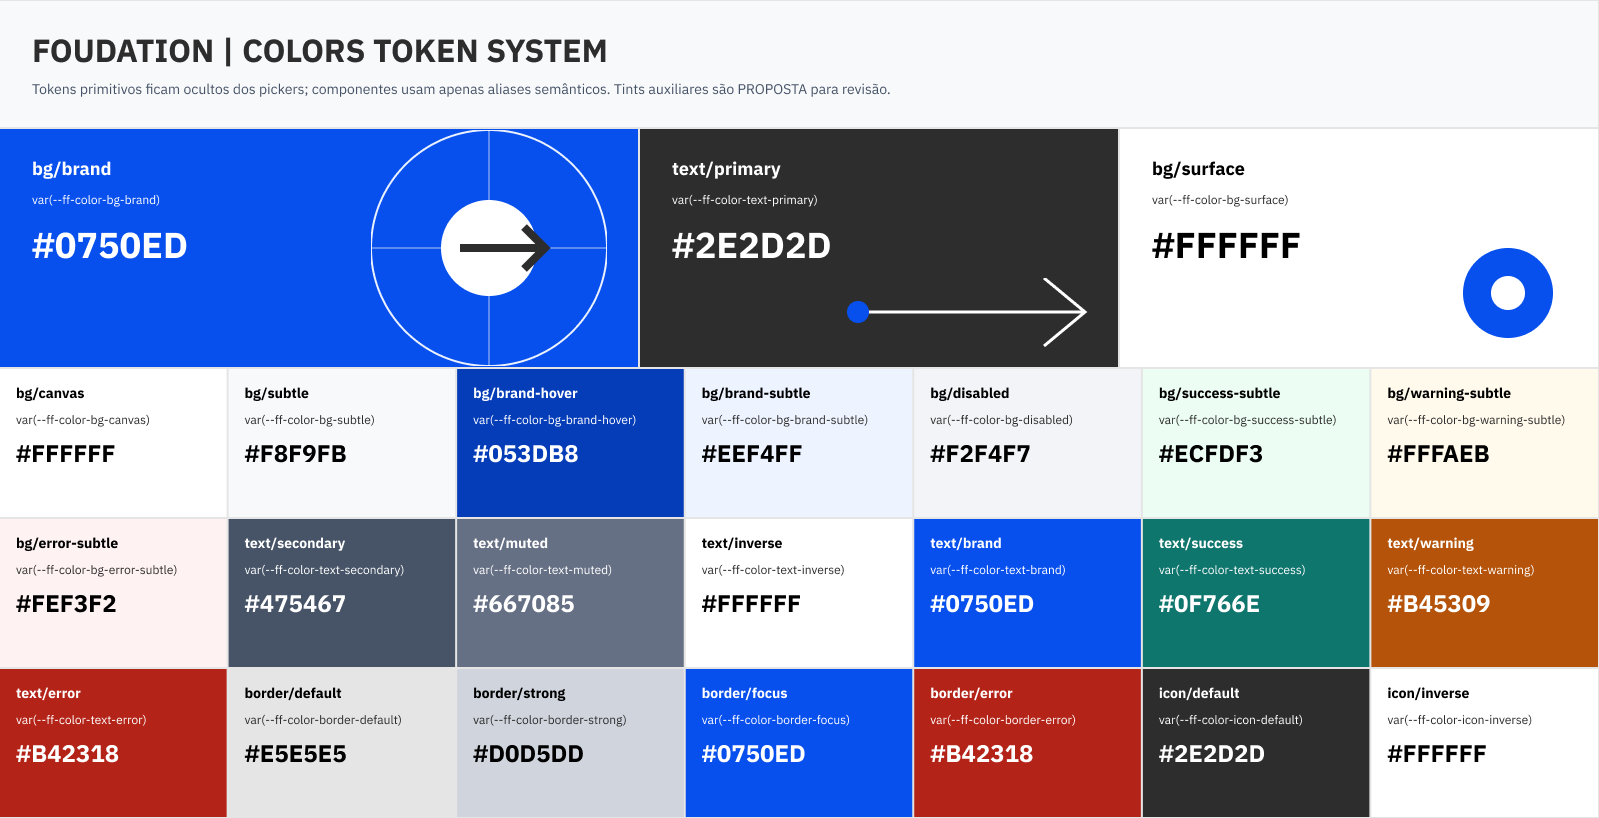 FOUDATION | COLORS TOKEN SYSTEM
Tokens primitivos ficam ocultos dos pickers; componentes usam apenas aliases semânticos. Tints auxiliares são PROPOSTA para revisão.
bg/brand
var(--ff-color-bg-brand)
#0750ED
text/primary
var(--ff-color-text-primary)
#2E2D2D
bg/surface
var(--ff-color-bg-surface)
#FFFFFF
bg/canvas
var(--ff-color-bg-canvas)
#FFFFFF
bg/subtle
var(--ff-color-bg-subtle)
#F8F9FB
bg/brand-hover
var(--ff-color-bg-brand-hover)
#053DB8
bg/brand-subtle
var(--ff-color-bg-brand-subtle)
#EEF4FF
bg/disabled
var(--ff-color-bg-disabled)
#F2F4F7
bg/success-subtle
var(--ff-color-bg-success-subtle)
#ECFDF3
bg/warning-subtle
var(--ff-color-bg-warning-subtle)
#FFFAEB
bg/error-subtle
var(--ff-color-bg-error-subtle)
#FEF3F2
text/secondary
var(--ff-color-text-secondary)
#475467
text/muted
var(--ff-color-text-muted)
#667085
text/inverse
var(--ff-color-text-inverse)
#FFFFFF
text/brand
var(--ff-color-text-brand)
#0750ED
text/success
var(--ff-color-text-success)
#0F766E
text/warning
var(--ff-color-text-warning)
#B45309
text/error
var(--ff-color-text-error)
#B42318
border/default
var(--ff-color-border-default)
#E5E5E5
border/strong
var(--ff-color-border-strong)
#D0D5DD
border/focus
var(--ff-color-border-focus)
#0750ED
border/error
var(--ff-color-border-error)
#B42318
icon/default
var(--ff-color-icon-default)
#2E2D2D
icon/inverse
var(--ff-color-icon-inverse)
#FFFFFF